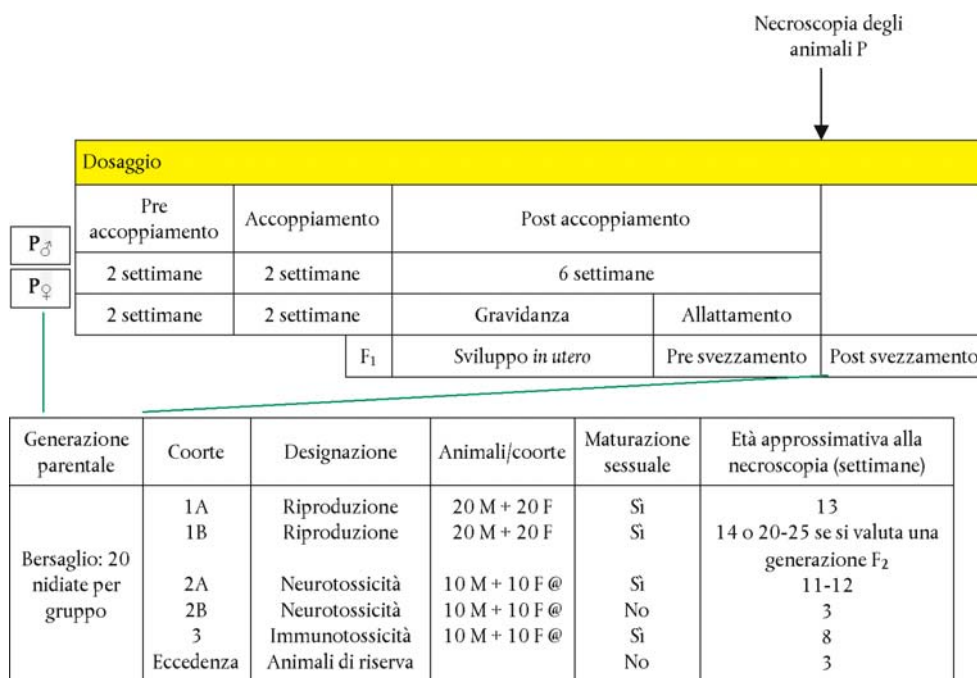 Necroscopia degli
animali P
Dosaggio
Pre
accoppiamento
Accoppiamento
Post accoppiamento
P♂
2 settimane
2 settimane
6 settimane
P♀
2 settimane
2 settimane
Gravidanza
Allattamento
F₁
Sviluppo in utero
Pre svezzamento
Post svezzamento
Generazione
parentale
Coorte
Designazione
Animali/coorte
Maturazione
sessuale
Età approssimativa alla
necroscopia (settimane)
Bersaglio: 20
nidiate per
gruppo
1A Riproduzione 20 M + 20 F Sì 13
1B Riproduzione 20 M + 20 F Sì 14 o 20-25 se si valuta una
generazione F₂
2A Neurotossicità 10 M + 10 F @ Sì 11-12
2B Neurotossicità 10 M + 10 F @ No 3
3 Immunotossicità 10 M + 10 F @ Sì 8
Eccedenza Animali di riserva No 3